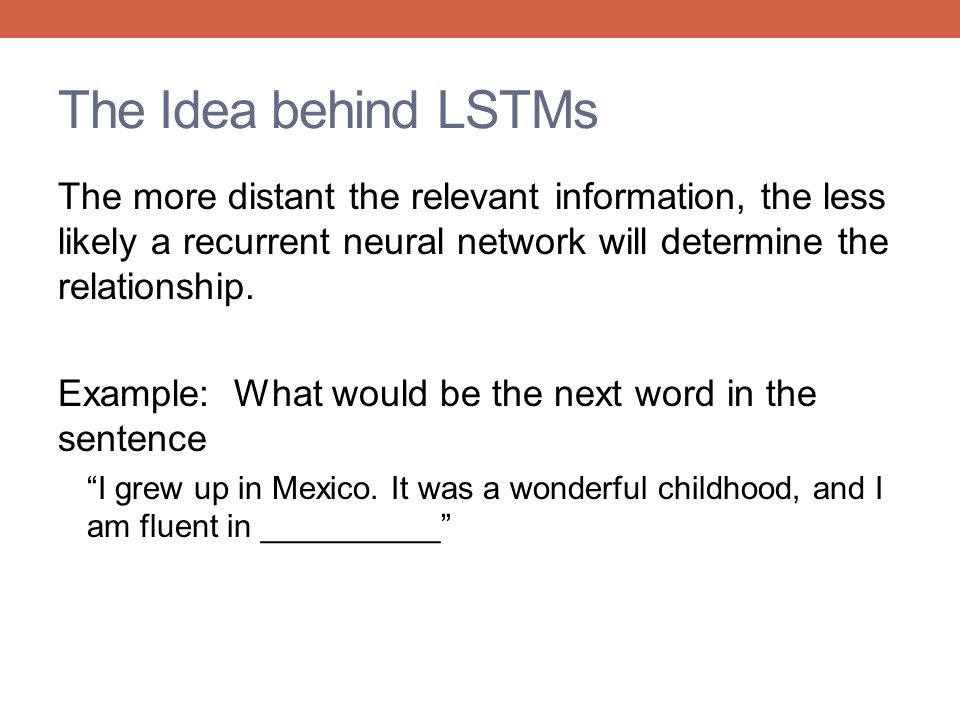 The Idea behind LSTMs
The more distant the relevant information, the less
likely a recurrent neural network will determine the
relationship.
Example:  What would be the next word in the
sentence
“I grew up in Mexico. It was a wonderful childhood, and I
am fluent in __________”